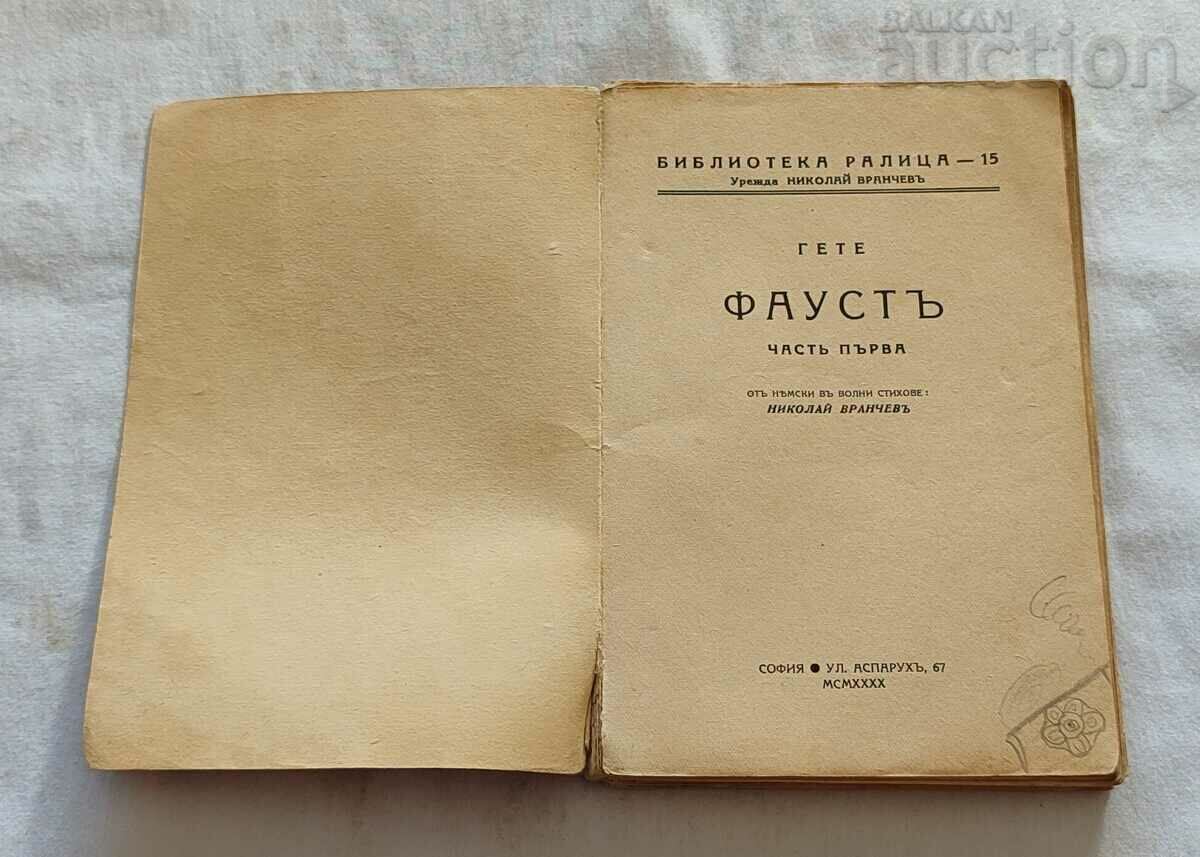 BALKAN
auction
БИБЛИОТЕКА РАЛИЦА — 15
Урежда НИКОЛАЙ ВРАНЧЕВЪ
ГЕТЕ
ФАУСТЪ
ЧАСТЬ ПЪРВА
ОТЪ НѢМСКИ ВЪ ВОЛНИ СТИХОВЕ:
НИКОЛАЙ ВРАНЧЕВЪ
СОФИЯ ● УЛ. АСПАРУХЪ, 67
MCMXXXX